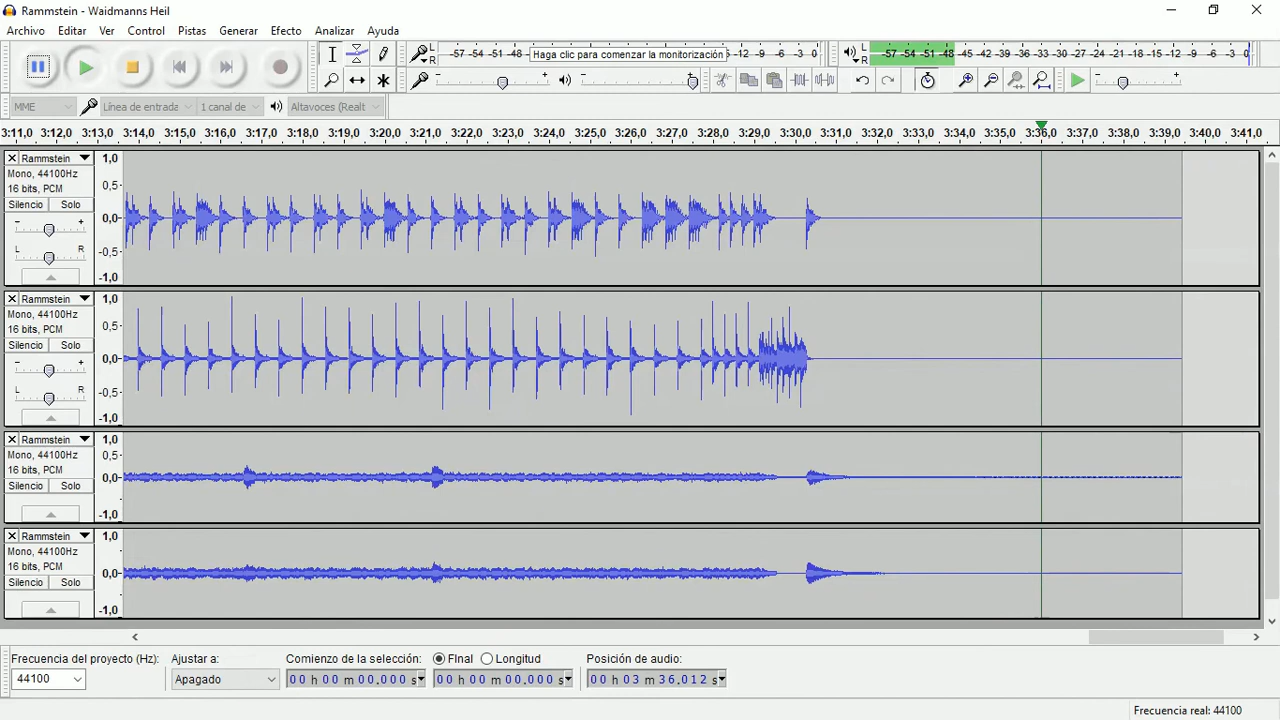 Rammstein - Waidmanns Heil
Archivo Editar Ver Control Pistas Generar Efecto Analizar Ayuda
L R -57 -54 -51 -48 Haga clic para comenzar la monitorización -12 -9 -6 -3 0
L R -57 -54 -51 -48 -45 -42 -39 -36 -33 -30 -27 -24 -21 -18 -15 -12 -9 -6 -3 0
- + - + - +
MME Línea de entrada 1 canal de Altavoces (Realt
3:11,0 3:12,0 3:13,0 3:14,0 3:15,0 3:16,0 3:17,0 3:18,0 3:19,0 3:20,0 3:21,0 3:22,0 3:23,0 3:24,0 3:25,0 3:26,0 3:27,0 3:28,0 3:29,0 3:30,0 3:31,0 3:32,0 3:33,0 3:34,0 3:35,0 3:36,0 3:37,0 3:38,0 3:39,0 3:40,0 3:41,0
Rammstein 1,0
Mono, 44100Hz
16 bits, PCM 0,5
Silencio Solo
- + 0,0
L R -0,5
-1,0
Rammstein 1,0
Mono, 44100Hz
16 bits, PCM 0,5
Silencio Solo
- + 0,0
L R -0,5
-1,0
Rammstein 1,0
Mono, 44100Hz 0,5
16 bits, PCM
Silencio Solo 0,0
-1,0
Rammstein 1,0
Mono, 44100Hz
16 bits, PCM 0,0
Silencio Solo
-1,0
Frecuencia del proyecto (Hz): Ajustar a: Comienzo de la selección: FInal Longitud Posición de audio:
44100 Apagado 00 h 00 m 00.000 s 00 h 00 m 00.000 s 00 h 03 m 36.012 s
Frecuencia real: 44100